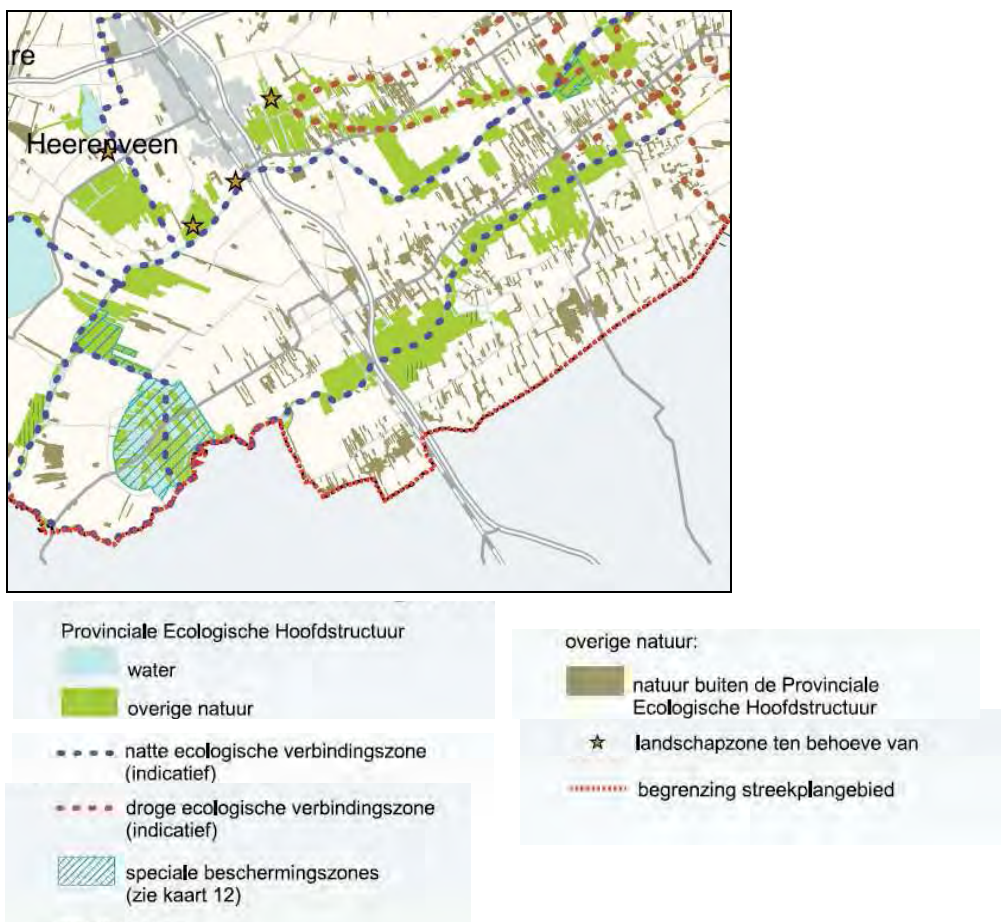 re
Heerenveen
Provinciale Ecologische Hoofdstructuur
water
overige natuur
natte ecologische verbindingszone
(indicatief)
droge ecologische verbindingszone
(indicatief)
speciale beschermingszones
(zie kaart 12)
overige natuur:
natuur buiten de Provinciale
Ecologische Hoofdstructuur
landschapzone ten behoeve van
begrenzing streekplangebied